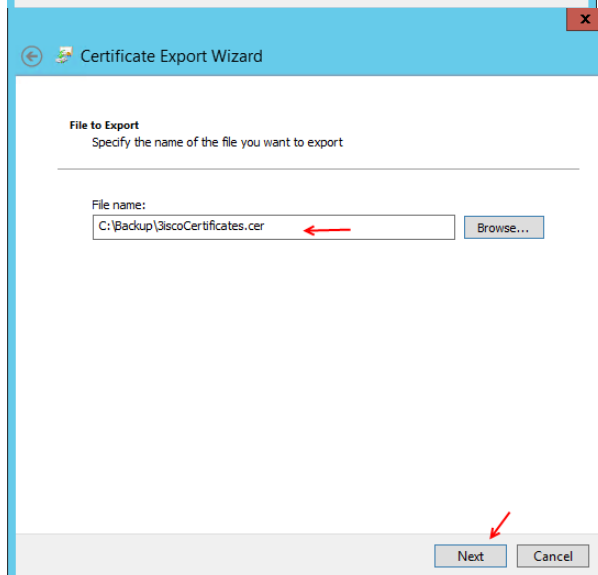 x
Certificate Export Wizard
File to Export
Specify the name of the file you want to export
File name:
C:\Backup\3iscoCertificates.cer
Browse...
Next
Cancel